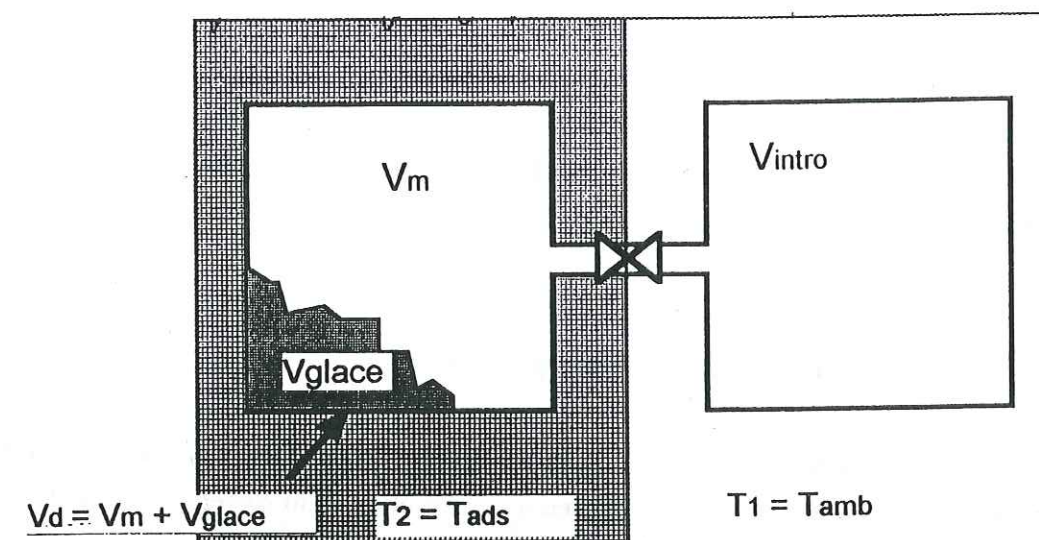 Vm
Vintro
Vglace
Vd = Vm + Vglace
T2 = Tads
T1 = Tamb